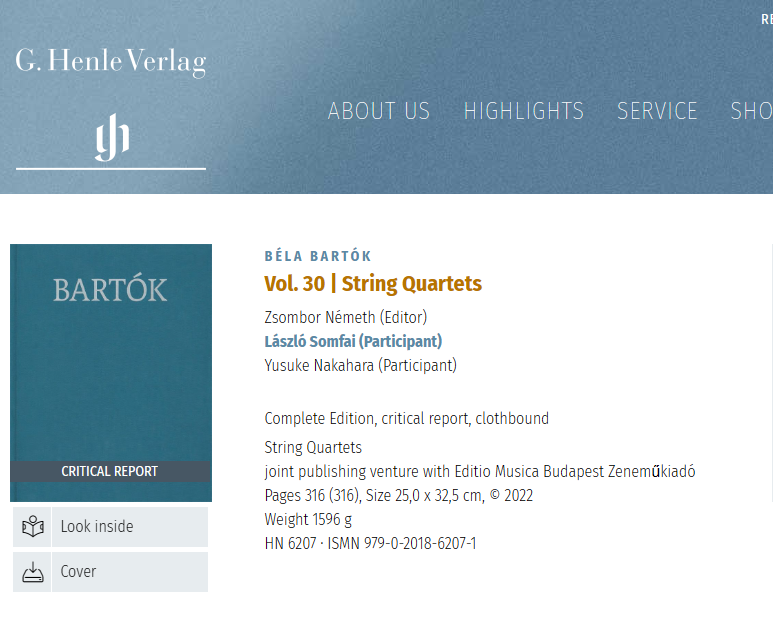 RE
G. Henle Verlag
ABOUT US HIGHLIGHTS SERVICE SHO
BARTÓK
CRITICAL REPORT
Look inside
Cover
BÉLA BARTÓK
Vol. 30 | String Quartets
Zsombor Németh (Editor)
László Somfai (Participant)
Yusuke Nakahara (Participant)
Complete Edition, critical report, clothbound
String Quartets
joint publishing venture with Editio Musica Budapest Zeneműkiadó
Pages 316 (316), Size 25,0 x 32,5 cm, © 2022
Weight 1596 g
HN 6207 · ISMN 979-0-2018-6207-1